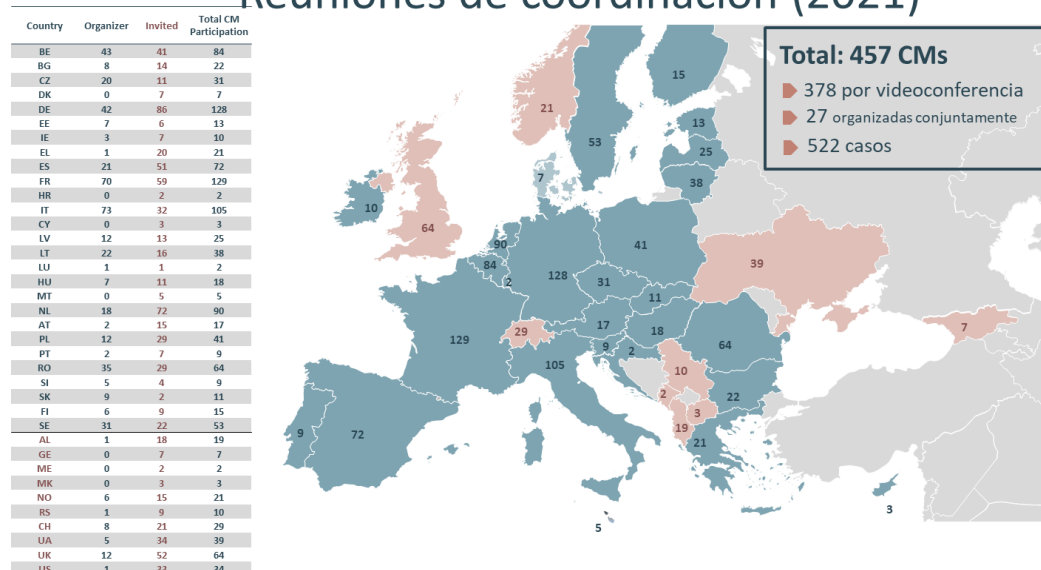 Reuniones de coordinación (2021)
Country Organizer Invited Total CM Participation
BE 43 41 84
BG 8 14 22
CZ 20 11 31
DK 0 7 7
DE 42 86 128
EE 7 6 13
IE 3 7 10
EL 1 20 21
ES 21 51 72
FR 70 59 129
HR 0 2 2
IT 73 32 105
CY 0 3 3
LV 12 13 25
LT 22 16 38
LU 1 1 2
HU 7 11 18
MT 0 5 5
NL 18 72 90
AT 2 15 17
PL 12 29 41
PT 2 7 9
RO 35 29 64
SI 5 4 9
SK 9 2 11
FI 6 9 15
SE 31 22 53
AL 1 18 19
GE 0 7 7
ME 0 2 2
MK 0 3 3
NO 6 15 21
RS 1 9 10
CH 8 21 29
UA 5 34 39
UK 12 52 64
US 1 33 34
Total: 457 CMs
378 por videoconferencia
27 organizadas conjuntamente
522 casos
15
21
53
13
25
38
7
10
64
90
84
2
128
41
31
11
39
129
29
17
18
9
2
64
105
10
7
2
22
3
19
21
9
72
5
3